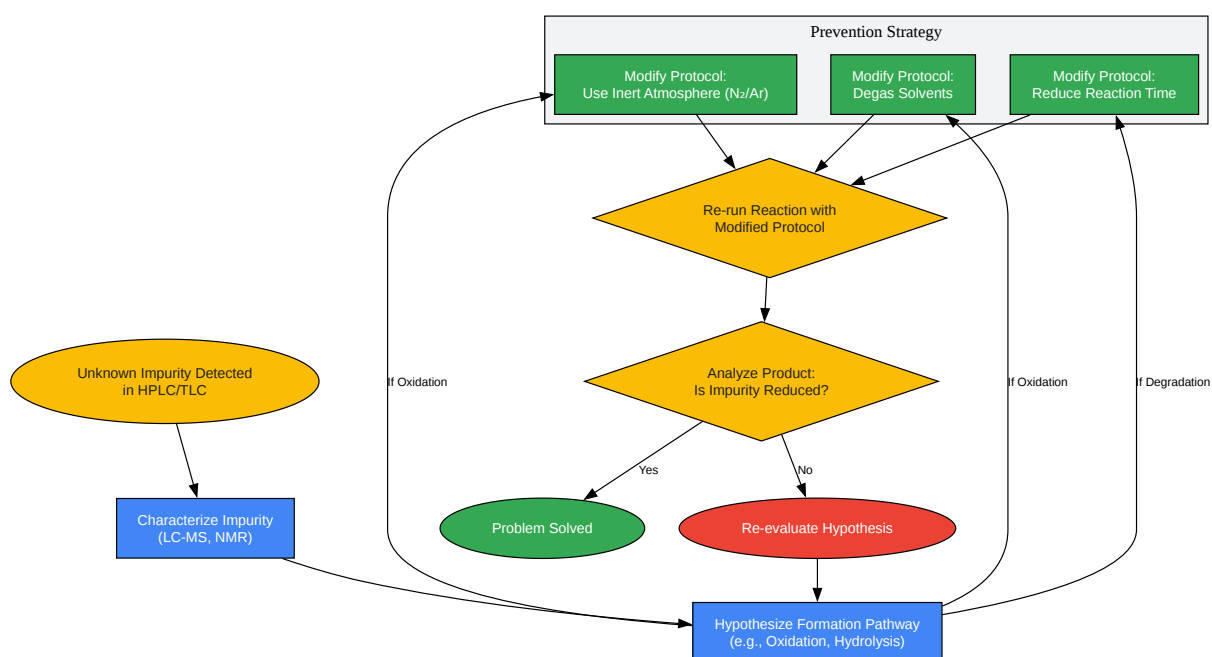 Prevention Strategy
Modify Protocol:
Use Inert Atmosphere (N₂/Ar)
Modify Protocol:
Degas Solvents
Modify Protocol:
Reduce Reaction Time
Re-run Reaction with
Modified Protocol
Unknown Impurity Detected
in HPLC/TLC
If Oxidation
Analyze Product:
Is Impurity Reduced?
If Oxidation
If Degradation
Yes
No
Characterize Impurity
(LC-MS, NMR)
Problem Solved
Re-evaluate Hypothesis
Hypothesize Formation Pathway
(e.g., Oxidation, Hydrolysis)